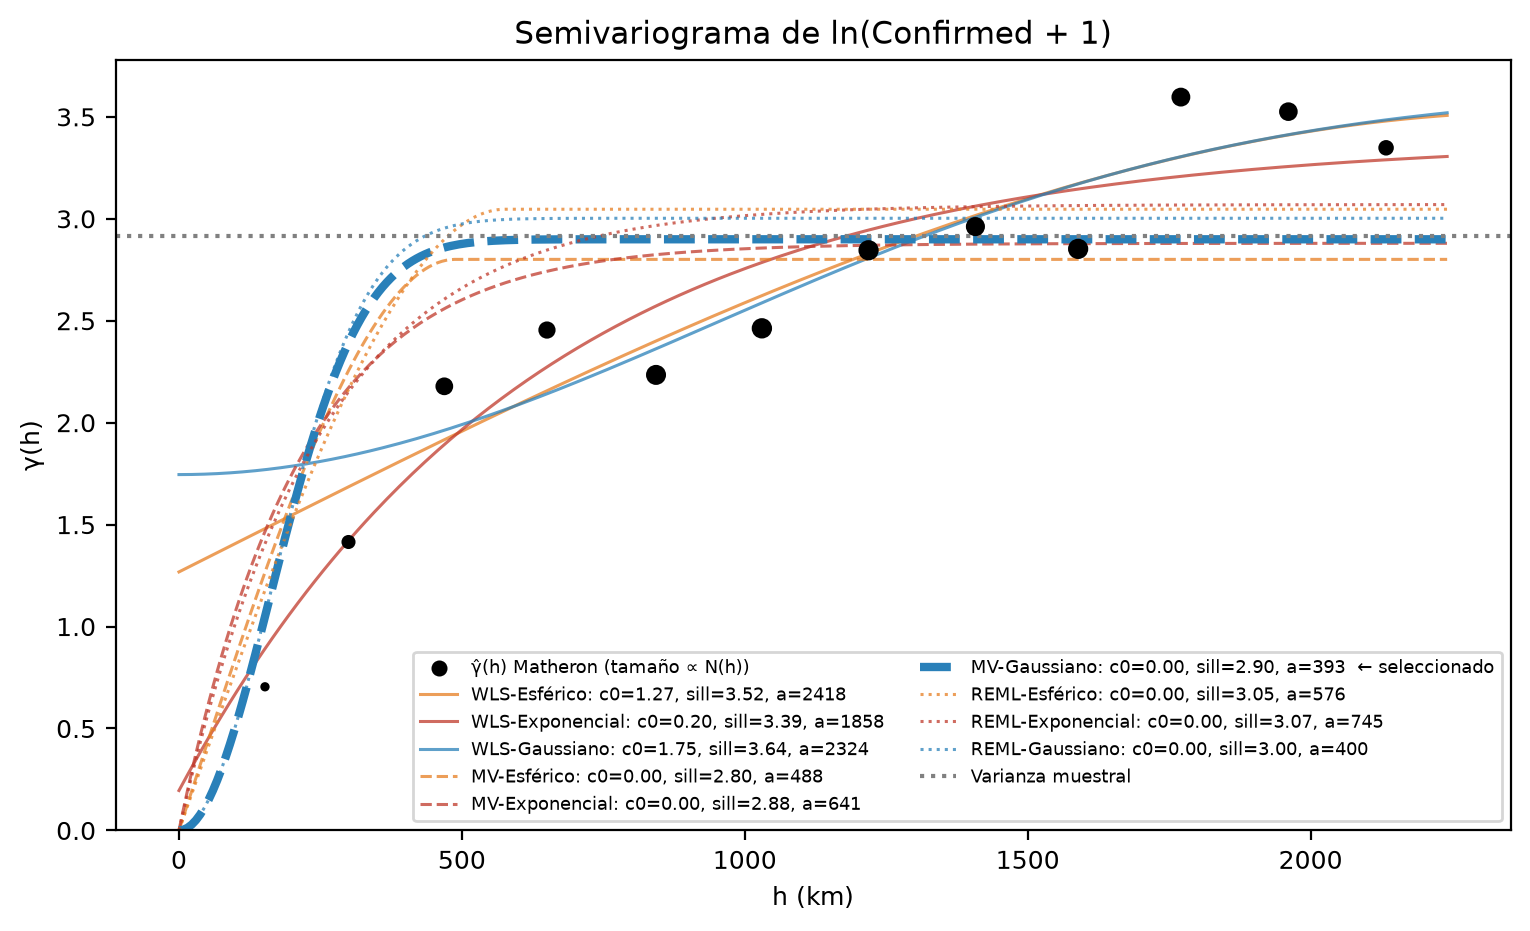 Semivariograma de ln(Confirmed + 1)
γ(h)
3.5
3.0
2.5
2.0
1.5
1.0
0.5
0.0
0
500
1000
1500
2000
h (km)
γ̂(h) Matheron (tamaño ∝ N(h))
WLS-Esférico: c0=1.27, sill=3.52, a=2418
WLS-Exponencial: c0=0.20, sill=3.39, a=1858
WLS-Gaussiano: c0=1.75, sill=3.64, a=2324
MV-Esférico: c0=0.00, sill=2.80, a=488
MV-Exponencial: c0=0.00, sill=2.88, a=641
MV-Gaussiano: c0=0.00, sill=2.90, a=393 ← seleccionado
REML-Esférico: c0=0.00, sill=3.05, a=576
REML-Exponencial: c0=0.00, sill=3.07, a=745
REML-Gaussiano: c0=0.00, sill=3.00, a=400
Varianza muestral